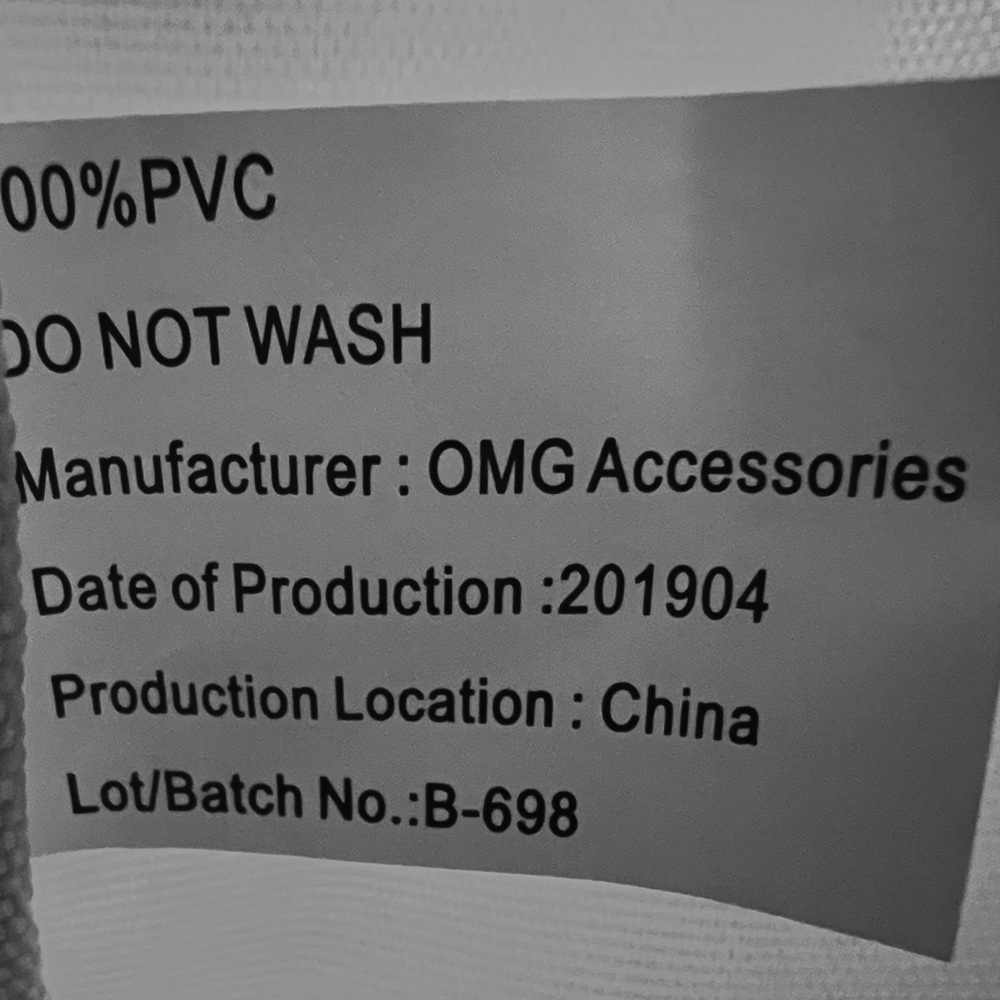 00%PVC
DO NOT WASH
Manufacturer : OMG Accessories
Date of Production :201904
Production Location : China
Lot/Batch No.:B-698